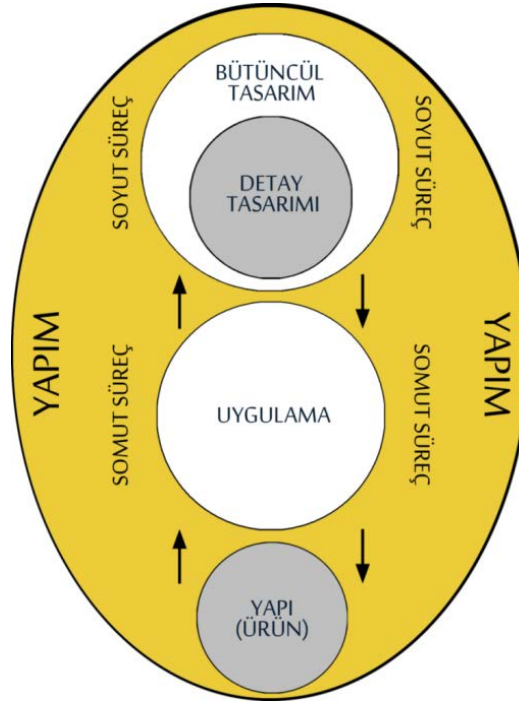 BÜTÜNCÜL
TASARIM
SOYUT SÜREÇ
SOYUT SÜREÇ
DETAY
TASARIMI
YAPIM
YAPIM
SOMUT SÜREÇ
UYGULAMA
SOMUT SÜREÇ
YAPI
(ÜRÜN)